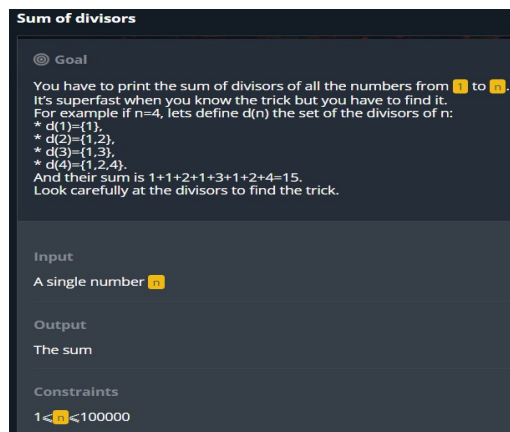 Sum of divisors
Goal
You have to print the sum of divisors of all the numbers from 1 to n.
It's superfast when you know the trick but you have to find it.
For example if n=4, lets define d(n) the set of the divisors of n:
* d(1)={1},
* d(2)={1,2},
* d(3)={1,3},
* d(4)={1,2,4}.
And their sum is 1+1+2+1+3+1+2+4=15.
Look carefully at the divisors to find the trick.
Input
A single number n
Output
The sum
Constraints
1⩽n⩽100000